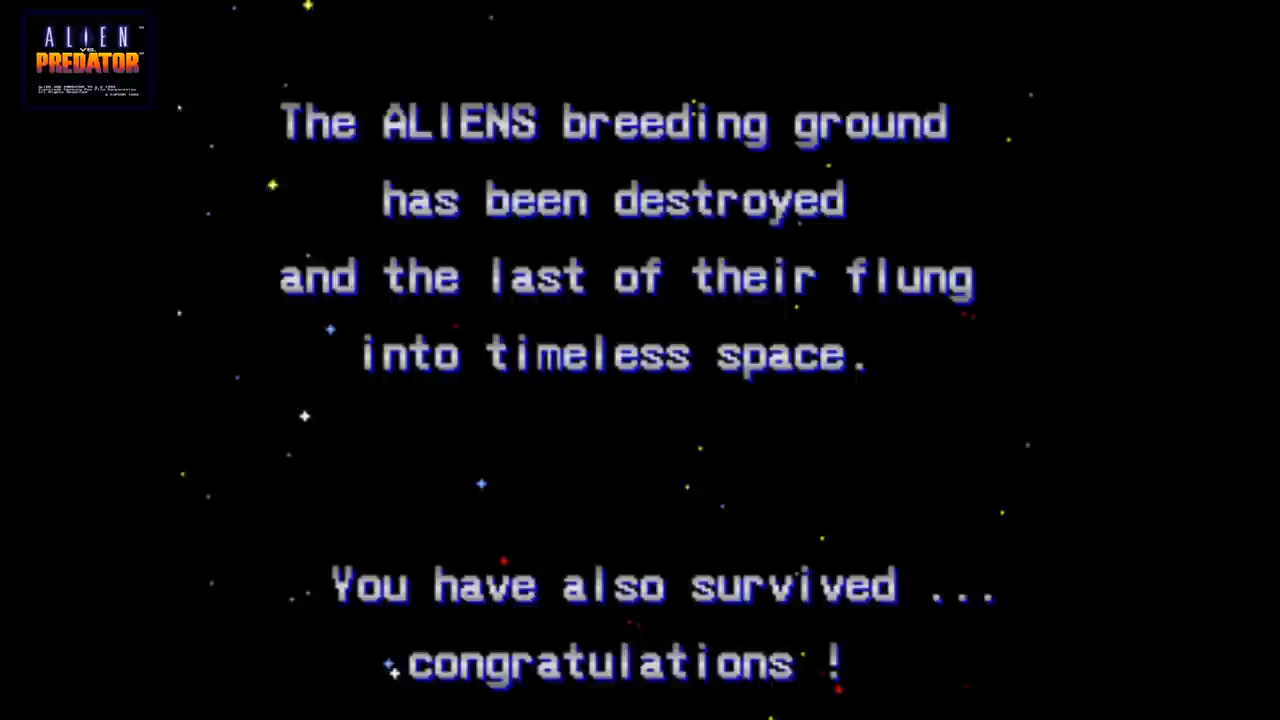 ALIEN
VS.
PREDATOR
The ALIENS breeding ground
has been destroyed
and the last of their flung
into timeless space.
You have also survived ...
congratulations !